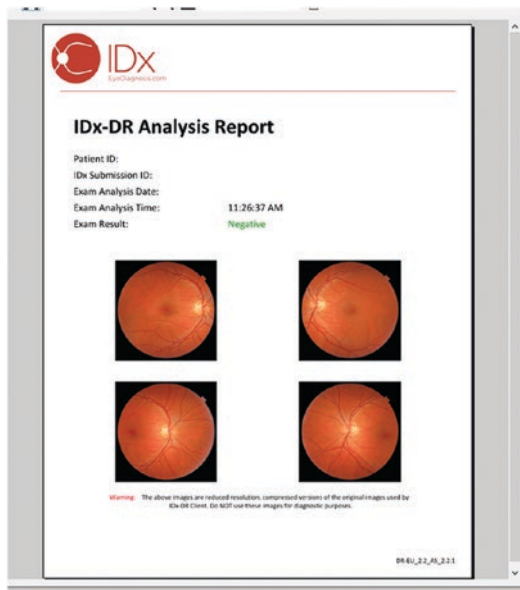 IDx
EyeDiagnosis.com
IDx-DR Analysis Report
Patient ID:
IDx Submission ID:
Exam Analysis Date:
Exam Analysis Time: 11:26:37 AM
Exam Result: Negative
Warning: The above images are reduced resolution, compressed versions of the original images used by
IDx-DR Client. Do NOT use these images for diagnostic purposes.